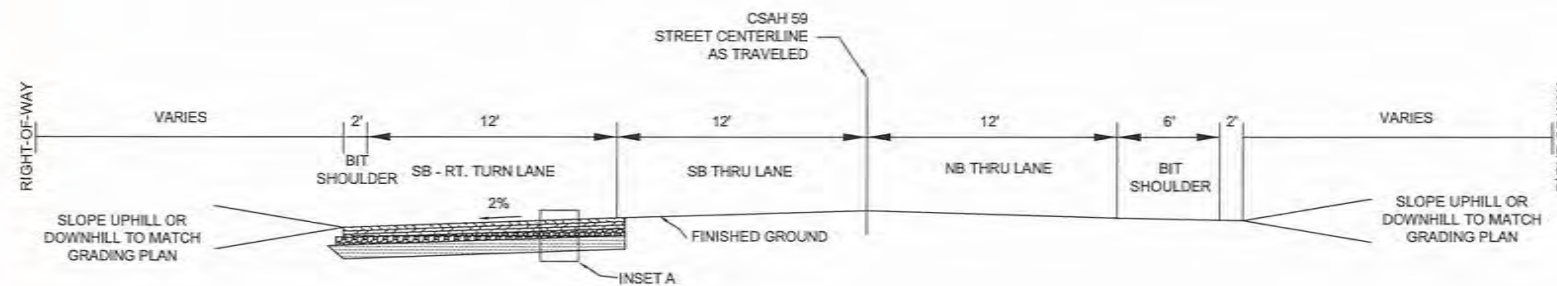 CSAH 59
STREET CENTERLINE
AS TRAVELED
RIGHT-OF-WAY
VARIES
2'
12'
12'
12'
6'
2'
VARIES
BIT
SHOULDER
SB - RT. TURN LANE
SB THRU LANE
NB THRU LANE
BIT
SHOULDER
2%
SLOPE UPHILL OR
DOWNHILL TO MATCH
GRADING PLAN
FINISHED GROUND
SLOPE UPHILL OR
DOWNHILL TO MATCH
GRADING PLAN
INSET A